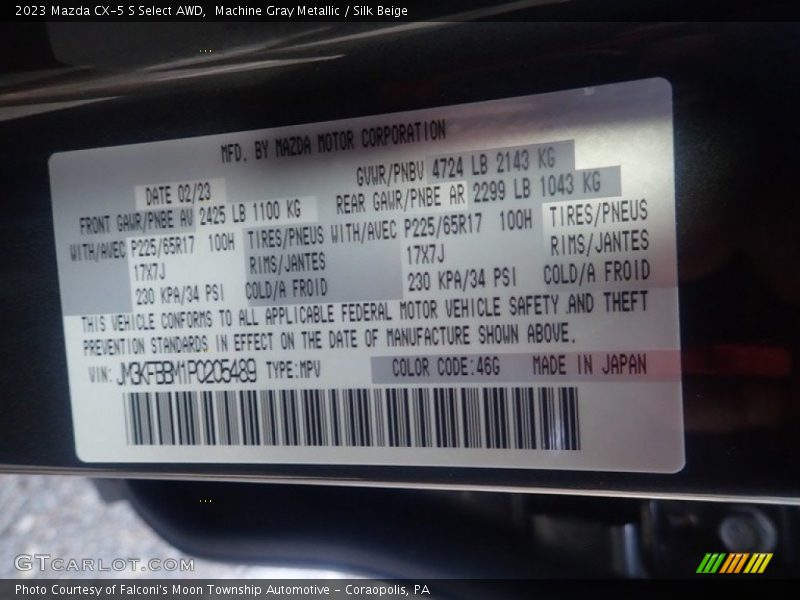 2023 Mazda CX-5 S Select AWD,  Machine Gray Metallic / Silk Beige
MFD. BY MAZDA MOTOR CORPORATION
DATE 02/23 GVWR/PNBV 4724 LB 2143 KG
FRONT GAWR/PNBE AV 2425 LB 1100 KG REAR GAWR/PNBE AR 2299 LB 1043 KG
WITH/AVEC P225/65R17 100H TIRES/PNEUS WITH/AVEC P225/65R17 100H TIRES/PNEUS
17X7J RIMS/JANTES 17X7J RIMS/JANTES
230 KPA/34 PSI COLD/A FROID 230 KPA/34 PSI COLD/A FROID
THIS VEHICLE CONFORMS TO ALL APPLICABLE FEDERAL MOTOR VEHICLE SAFETY AND THEFT
PREVENTION STANDARDS IN EFFECT ON THE DATE OF MANUFACTURE SHOWN ABOVE.
VIN: JM3KFBBM1P0205489 TYPE:MPV COLOR CODE:46G MADE IN JAPAN
GTcarlot.com
Photo Courtesy of Falconi's Moon Township Automotive - Coraopolis, PA